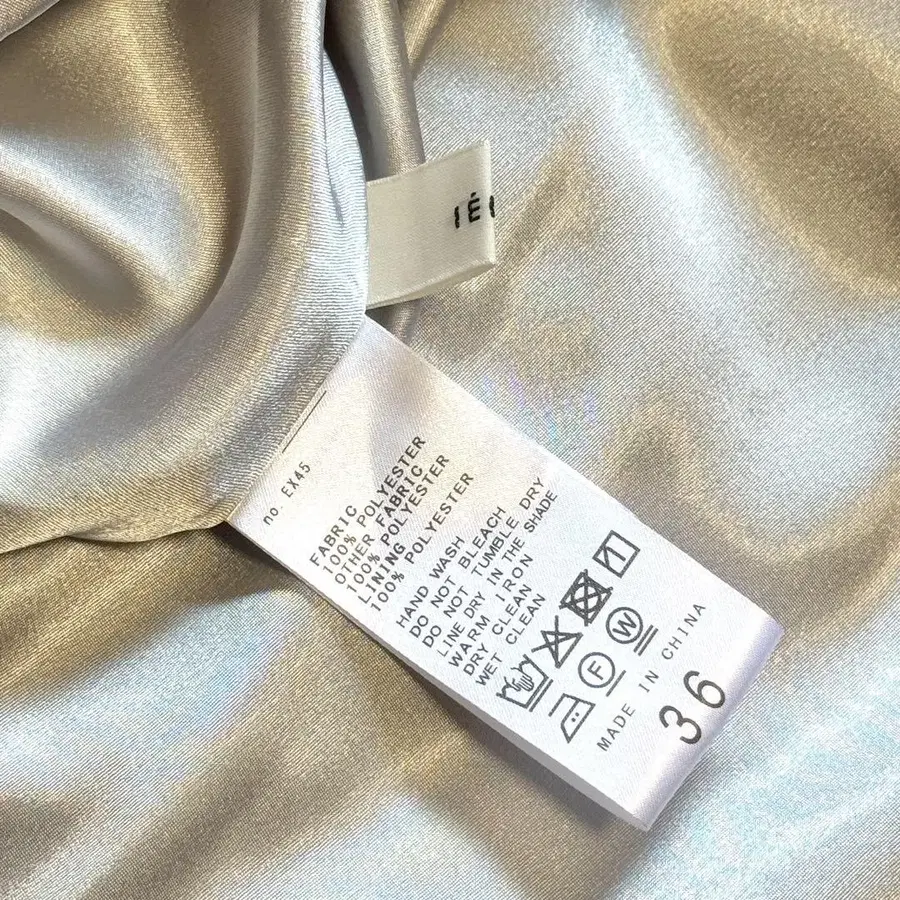 no. EX45
FABRIC
100% POLYESTER
OTHER FABRIC
100% POLYESTER
LINING
100% POLYESTER
HAND WASH
DO NOT BLEACH
DO NOT TUMBLE DRY
LINE DRY IN THE SHADE
WARM IRON
DRY CLEAN
WET CLEAN
F
W
MADE IN CHINA
36